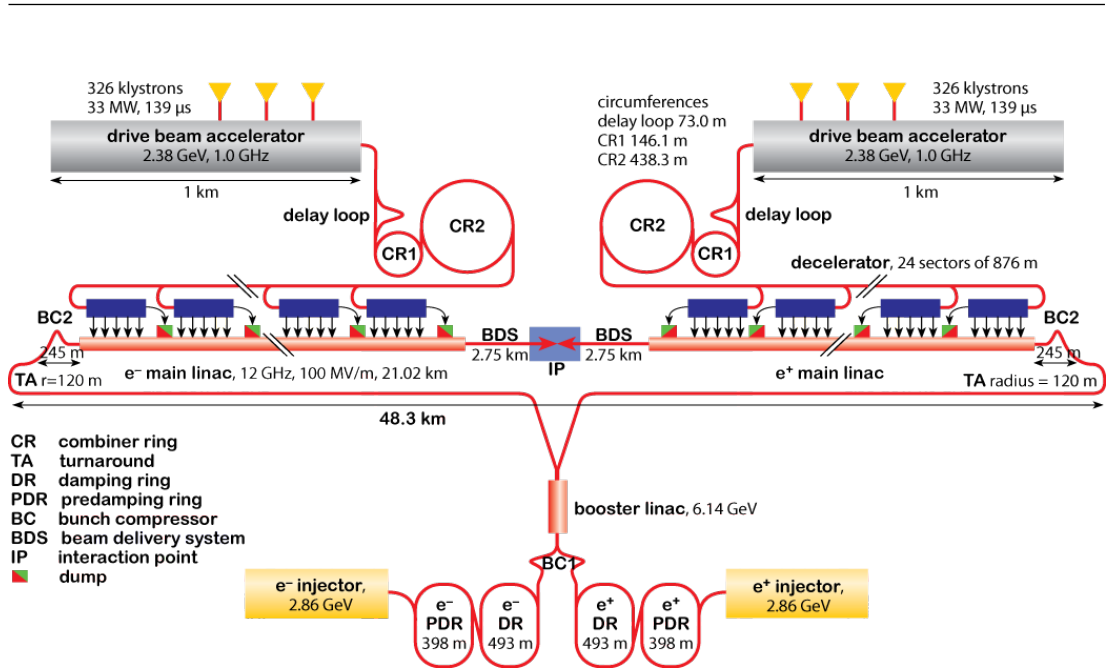 326 klystrons
33 MW, 139 µs
drive beam accelerator
2.38 GeV, 1.0 GHz
1 km
delay loop
CR1
CR2
circumferences
delay loop 73.0 m
CR1 146.1 m
CR2 438.3 m
326 klystrons
33 MW, 139 µs
drive beam accelerator
2.38 GeV, 1.0 GHz
1 km
delay loop
CR2
CR1
decelerator, 24 sectors of 876 m
BC2
245 m
TA r=120 m
e⁻ main linac, 12 GHz, 100 MV/m, 21.02 km
BDS
2.75 km
IP
BDS
2.75 km
e⁺ main linac
BC2
245 m
TA radius = 120 m
48.3 km
CR combiner ring
TA turnaround
DR damping ring
PDR predamping ring
BC bunch compressor
BDS beam delivery system
IP interaction point
dump
booster linac, 6.14 GeV
BC1
e⁻ injector,
2.86 GeV
e⁻
PDR
398 m
e⁻
DR
493 m
e⁺
DR
493 m
e⁺
PDR
398 m
e⁺ injector,
2.86 GeV